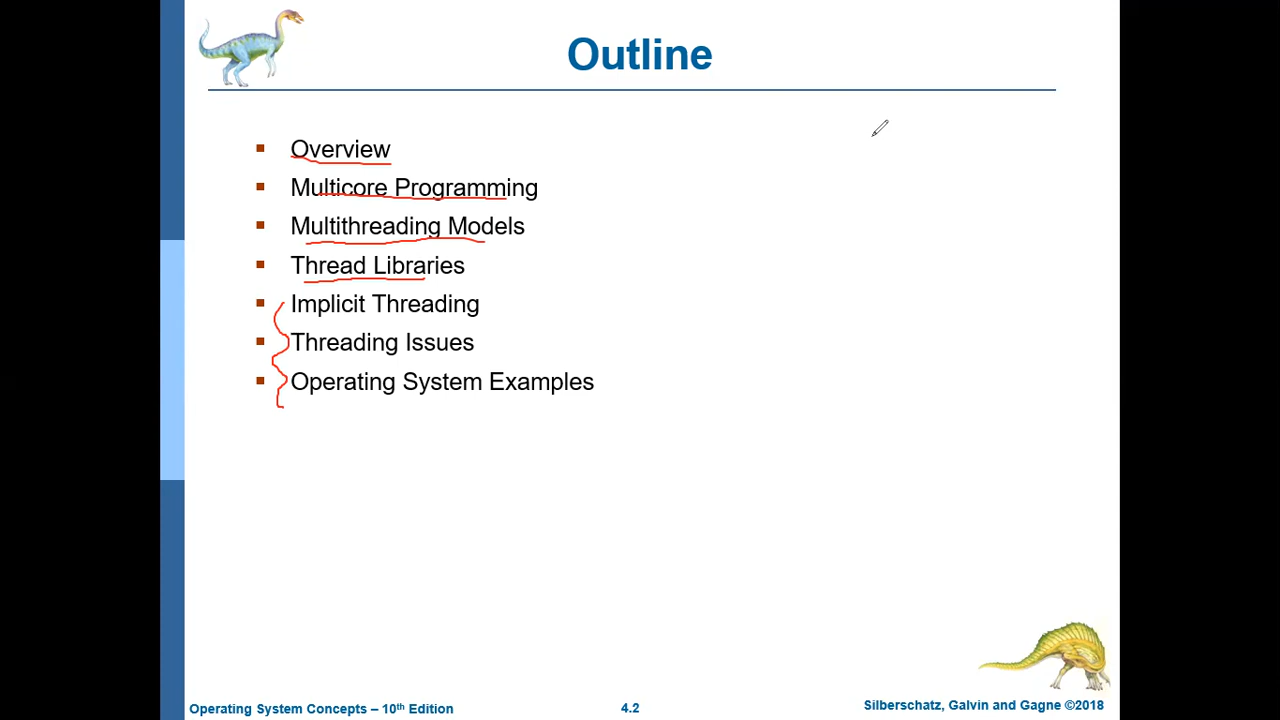 Outline
Overview
Multicore Programming
Multithreading Models
Thread Libraries
Implicit Threading
Threading Issues
Operating System Examples
Operating System Concepts – 10th Edition
4.2
Silberschatz, Galvin and Gagne ©2018